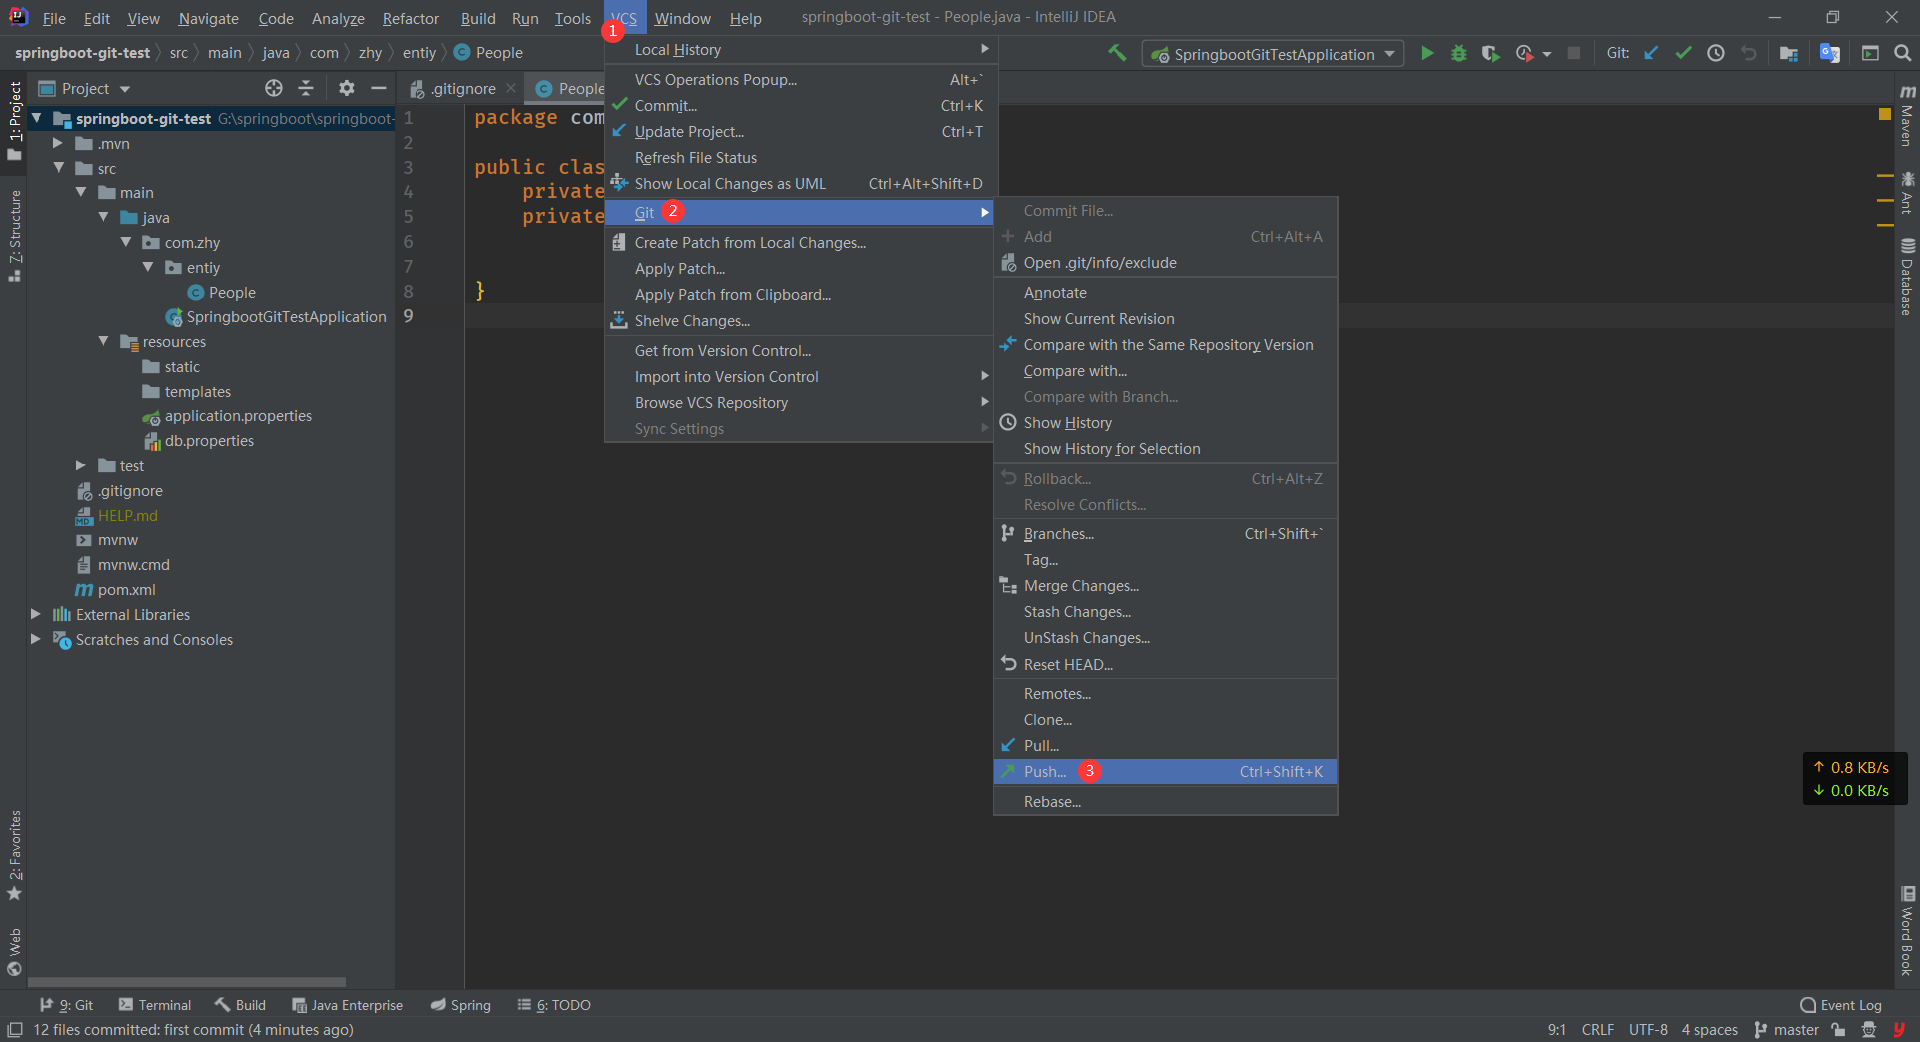 File Edit View Navigate Code Analyze Refactor Build Run Tools VCS Window Help springboot-git-test - People.java - IntelliJ IDEA
1
springboot-git-test src main java com zhy entiy People
SpringbootGitTestApplication Git:
Project
.gitignore People
1: Project
7: Structure
2: Favorites
Web
springboot-git-test G:\springboot\springboot-
.mvn
src
main
java
com.zhy
entiy
People
SpringbootGitTestApplication
resources
static
templates
application.properties
db.properties
test
.gitignore
HELP.md
mvnw
mvnw.cmd
pom.xml
External Libraries
Scratches and Consoles
1 package com
2
3 public clas
4 private
5 private
6
7
8 }
9
Local History
VCS Operations Popup... Alt+`
Commit... Ctrl+K
Update Project... Ctrl+T
Refresh File Status
Show Local Changes as UML Ctrl+Alt+Shift+D
Git 2
Create Patch from Local Changes...
Apply Patch...
Apply Patch from Clipboard...
Shelve Changes...
Get from Version Control...
Import into Version Control
Browse VCS Repository
Sync Settings
Commit File...
Add Ctrl+Alt+A
Open .git/info/exclude
Annotate
Show Current Revision
Compare with the Same Repository Version
Compare with...
Compare with Branch...
Show History
Show History for Selection
Rollback... Ctrl+Alt+Z
Resolve Conflicts...
Branches... Ctrl+Shift+`
Tag...
Merge Changes...
Stash Changes...
UnStash Changes...
Reset HEAD...
Remotes...
Clone...
Pull...
Push... 3 Ctrl+Shift+K
Rebase...
Maven
Ant
Database
Word Book
↑ 0.8 KB/s
↓ 0.0 KB/s
9: Git Terminal Build Java Enterprise Spring 6: TODO Event Log
12 files committed: first commit (4 minutes ago) 9:1 CRLF UTF-8 4 spaces master